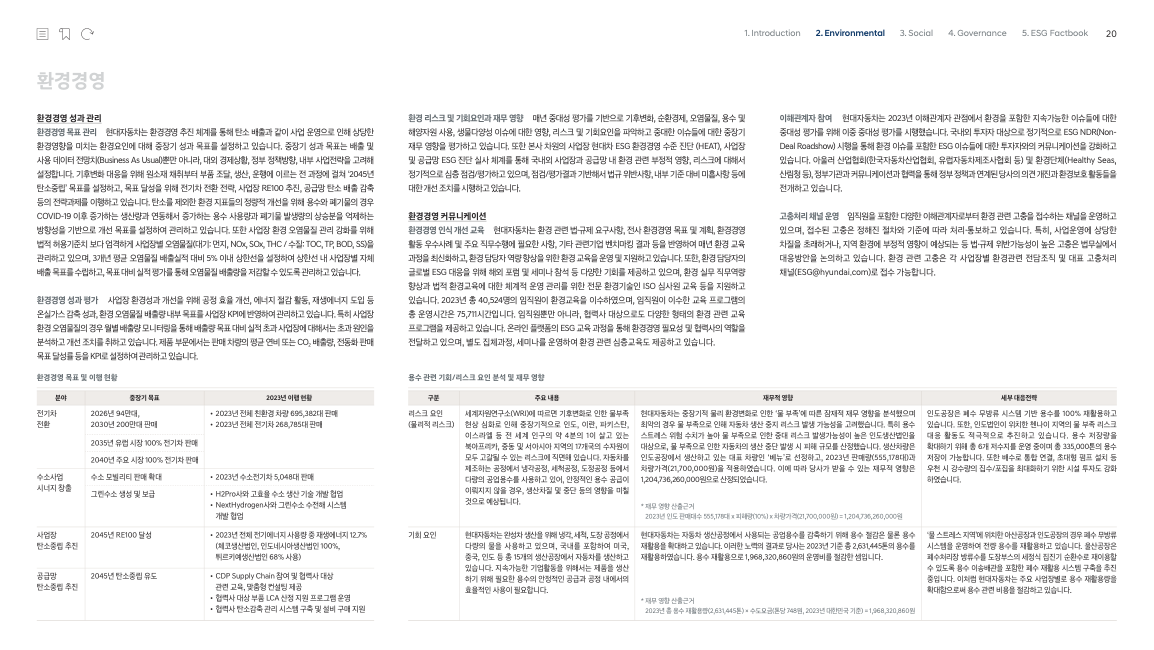 1. Introduction 2. Environmental 3. Social 4. Governance 5. ESG Factbook 20
환경경영
환경경영 성과 관리
환경경영 목표 관리 현대자동차는 환경경영 추진 체계를 통해 탄소 배출과 같이 사업 운영으로 인해 상당한
환경영향을 미치는 환경요인에 대해 중장기 성과 목표를 설정하고 있습니다. 중장기 성과 목표는 배출 및
사용 데이터 전망치(Business As Usual)뿐만 아니라, 대외 경제상황, 정부 정책방향, 내부 사업전략을 고려해
설정합니다. 기후변화 대응을 위해 원소재 채취부터 부품 조달, 생산, 운행에 이르는 전 과정에 걸쳐 '2045년
탄소중립' 목표를 설정하고, 목표 달성을 위해 전기차 전환 전략, 사업장 RE100 추진, 공급망 탄소 배출 감축
등의 전략과제를 이행하고 있습니다. 탄소를 제외한 환경 지표들의 정량적 개선을 위해 용수와 폐기물의 경우
COVID-19 이후 증가하는 생산량과 연동해서 증가하는 용수 사용량과 폐기물 발생량의 상승분을 억제하는
방향성을 기반으로 개선 목표를 설정하여 관리하고 있습니다. 또한 사업장 환경 오염물질 관리 강화를 위해
법적 허용기준치 보다 엄격하게 사업장별 오염물질(대기: 먼지, NOx, SOx, THC / 수질: TOC, TP, BOD, SS)을
관리하고 있으며, 3개년 평균 오염물질 배출실적 대비 5% 이내 상한선을 설정하여 상한선 내 사업장별 자체
배출 목표를 수립하고, 목표 대비 실적 평가를 통해 오염물질 배출량을 저감할 수 있도록 관리하고 있습니다.
환경경영 성과 평가 사업장 환경성과 개선을 위해 공정 효율 개선, 에너지 절감 활동, 재생에너지 도입 등
온실가스 감축 성과, 환경 오염물질 배출량 내부 목표를 사업장 KPI에 반영하여 관리하고 있습니다. 특히 사업장
환경 오염물질의 경우 월별 배출량 모니터링을 통해 배출량 목표 대비 실적 초과 사업장에 대해서는 초과 원인을
분석하고 개선 조치를 취하고 있습니다. 제품 부문에서는 판매 차량의 평균 연비 또는 CO₂ 배출량, 전동화 판매
목표 달성률 등을 KPI로 설정하여 관리하고 있습니다.
환경 리스크 및 기회요인과 재무 영향 매년 중대성 평가를 기반으로 기후변화, 순환경제, 오염물질, 용수 및
해양자원 사용, 생물다양성 이슈에 대한 영향, 리스크 및 기회요인을 파악하고 중대한 이슈들에 대한 중장기
재무 영향을 평가하고 있습니다. 또한 본사 차원의 사업장 현대차 ESG 환경경영 수준 진단 (HEAT), 사업장
및 공급망 ESG 진단 실사 체계를 통해 국내외 사업장과 공급망 내 환경 관련 부정적 영향, 리스크에 대해서
정기적으로 심층 점검/평가하고 있으며, 점검/평가결과 기반해서 법규 위반사항, 내부 기준 대비 미흡사항 등에
대한 개선 조치를 시행하고 있습니다.
환경경영 커뮤니케이션
환경경영 인식 개선 교육 현대자동차는 환경 관련 법·규제 요구사항, 전사 환경경영 목표 및 계획, 환경경영
활동 우수사례 및 주요 직무수행에 필요한 사항, 기타 관련기업 벤치마킹 결과 등을 반영하여 매년 환경 교육
과정을 최신화하고, 환경 담당자 역량 향상을 위한 환경 교육을 운영 및 지원하고 있습니다. 또한, 환경 담당자의
글로벌 ESG 대응을 위해 해외 포럼 및 세미나 참석 등 다양한 기회를 제공하고 있으며, 환경 실무 직무역량
향상과 법적 환경교육에 대한 체계적 운영 관리를 위한 전문 환경기술인 ISO 심사원 교육 등을 지원하고
있습니다. 2023년 총 40,524명의 임직원이 환경교육을 이수하였으며, 임직원이 이수한 교육 프로그램의
총 운영시간은 75,711시간입니다. 임직원뿐만 아니라, 협력사 대상으로도 다양한 형태의 환경 관련 교육
프로그램을 제공하고 있습니다. 온라인 플랫폼의 ESG 교육 과정을 통해 환경경영 필요성 및 협력사의 역할을
전달하고 있으며, 별도 집체과정, 세미나를 운영하여 환경 관련 심층교육도 제공하고 있습니다.
이해관계자 참여 현대자동차는 2023년 이해관계자 관점에서 환경을 포함한 지속가능한 이슈들에 대한
중대성 평가를 위해 이중 중대성 평가를 시행했습니다. 국내외 투자자 대상으로 정기적으로 ESG NDR(Non-
Deal Roadshow) 시행을 통해 환경 이슈를 포함한 ESG 이슈들에 대한 투자자와의 커뮤니케이션을 강화하고
있습니다. 아울러 산업협회(한국자동차산업협회, 유럽자동차제조사협회 등) 및 환경단체(Healthy Seas,
산림청 등), 정부기관과 커뮤니케이션과 협력을 통해 정부 정책과 연계된 당사의 의견 개진과 환경보호 활동들을
전개하고 있습니다.
고충처리 채널 운영 임직원을 포함한 다양한 이해관계자로부터 환경 관련 고충을 접수하는 채널을 운영하고
있으며, 접수된 고충은 정해진 절차와 기준에 따라 처리·통보하고 있습니다. 특히, 사업운영에 상당한
차질을 초래하거나, 지역 환경에 부정적 영향이 예상되는 등 법·규제 위반가능성이 높은 고충은 법무실에서
대응방안을 논의하고 있습니다. 환경 관련 고충은 각 사업장별 환경관련 전담조직 및 대표 고충처리
채널(ESG@hyundai.com)로 접수 가능합니다.
환경경영 목표 및 이행 현황
분야 중장기 목표 2023년 이행 현황
전기차 2026년 94만대, • 2023년 전체 친환경 차량 695,382대 판매
전환 2030년 200만대 판매 • 2023년 전체 전기차 268,785대 판매
2035년 유럽 시장 100% 전기차 판매
2040년 주요 시장 100% 전기차 판매
수소사업 수소 모빌리티 판매 확대 • 2023년 수소전기차 5,048대 판매
시너지 창출 그린수소 생성 및 보급 • H2Pro사와 고효율 수소 생산 기술 개발 협업
• NextHydrogen사와 그린수소 수전해 시스템
개발 협업
사업장 2045년 RE100 달성 • 2023년 전체 전기에너지 사용량 중 재생에너지 12.7%
탄소중립 추진 (체코생산법인, 인도네시아생산법인 100%,
튀르키예생산법인 68% 사용)
공급망 2045년 탄소중립 유도 • CDP Supply Chain 참여 및 협력사 대상
탄소중립 추진 관련 교육, 맞춤형 컨설팅 제공
• 협력사 대상 부품 LCA 산정 지원 프로그램 운영
• 협력사 탄소감축 관리 시스템 구축 및 설비 구매 지원
용수 관련 기회/리스크 요인 분석 및 재무 영향
구분 주요 내용 재무적 영향 세부 대응전략
리스크 요인
(물리적 리스크)
세계자원연구소(WRI)에 따르면 기후변화로 인한 물부족
현상 심화로 인해 중장기적으로 인도, 이란, 파키스탄,
이스라엘 등 전 세계 인구의 약 4분의 1이 살고 있는
북아프리카, 중동 및 서아시아 지역의 17개국의 수자원이
모두 고갈될 수 있는 리스크에 직면해 있습니다. 자동차를
제조하는 공정에서 냉각공정, 세척공정, 도정공정 등에서
다량의 공업용수를 사용하고 있어, 안정적인 용수 공급이
이뤄지지 않을 경우, 생산차질 및 중단 등의 영향을 미칠
것으로 예상됩니다.
현대자동차는 중장기적 물리 환경변화로 인한 '물 부족'에 따른 잠재적 재무 영향을 분석했으며
최악의 경우 물 부족으로 인한 자동차 생산 중지 리스크 발생 가능성을 고려했습니다. 특히 용수
스트레스 위험 수치가 높아 물 부족으로 인한 중대 리스크 발생가능성이 높은 인도생산법인을
대상으로, 물 부족으로 인한 자동차의 생산 중단 발생 시 피해 규모를 산정했습니다. 생산차량은
인도공장에서 생산하고 있는 대표 차량인 '베뉴'로 선정하고, 2023년 판매량(555,178대)과
차량가격(21,700,000원)을 적용하였습니다. 이에 따라 당사가 받을 수 있는 재무적 영향은
1,204,736,260,000원으로 산정되었습니다.
* 재무 영향 산출근거
2023년 인도 판매대수 555,178대 x 피해량(10%) x 차량가격(21,700,000원) = 1,204,736,260,000원
인도공장은 폐수 무방류 시스템 기반 용수를 100% 재활용하고
있습니다. 또한, 인도법인이 위치한 첸나이 지역의 물 부족 리스크
대응 활동도 적극적으로 추진하고 있습니다. 용수 저장량을
확대하기 위해 총 6개 저수지를 운영 중이며 총 335,000톤의 용수를
저장이 가능합니다. 또한 배수로 통합 연결, 초대형 펌프 설치 등
우천 시 강수량의 집수/포집을 최대화하기 위한 시설 투자도 강화
하였습니다.
기회 요인
현대자동차는 완성차 생산을 위해 냉각, 세척, 도장 공정에서
다량의 물을 사용하고 있으며, 국내를 포함하여 미국,
중국, 인도 등 총 15개의 생산공장에서 자동차를 생산하고
있습니다. 지속가능한 기업활동을 위해서는 제품을 생산
하기 위해 필요한 용수의 안정적인 공급과 공정 내에서의
효율적인 사용이 필요합니다.
현대자동차는 자동차 생산공정에서 사용되는 공업용수를 감축하기 위해 용수 절감은 물론 용수
재활용을 확대하고 있습니다. 이러한 노력의 결과로 당사는 2023년 기준 총 2,631,445톤의 용수를
재활용하였습니다. 용수 재활용으로 1,968,320,860원의 운영비를 절감한 셈입니다.
* 재무 영향 산출근거
2023년 총 용수 재활용량(2,631,445톤) x 수도요금(톤당 748원, 2023년 대한민국 기준) = 1,968,320,860원
'물 스트레스 지역'에 위치한 아산공장과 인도공장의 경우 폐수 무방류
시스템을 운영하여 전량 용수를 재활용하고 있습니다. 울산공장은
폐수처리장 방류수를 도장부스의 세정식 집진기 순환수로 재이용할
수 있도록 용수 이송배관을 포함한 폐수 재활용 시스템 구축을 추진
중입니다. 이처럼 현대자동차는 주요 사업장별로 용수 재활용량을
확대함으로써 용수 관련 비용을 절감하고 있습니다.